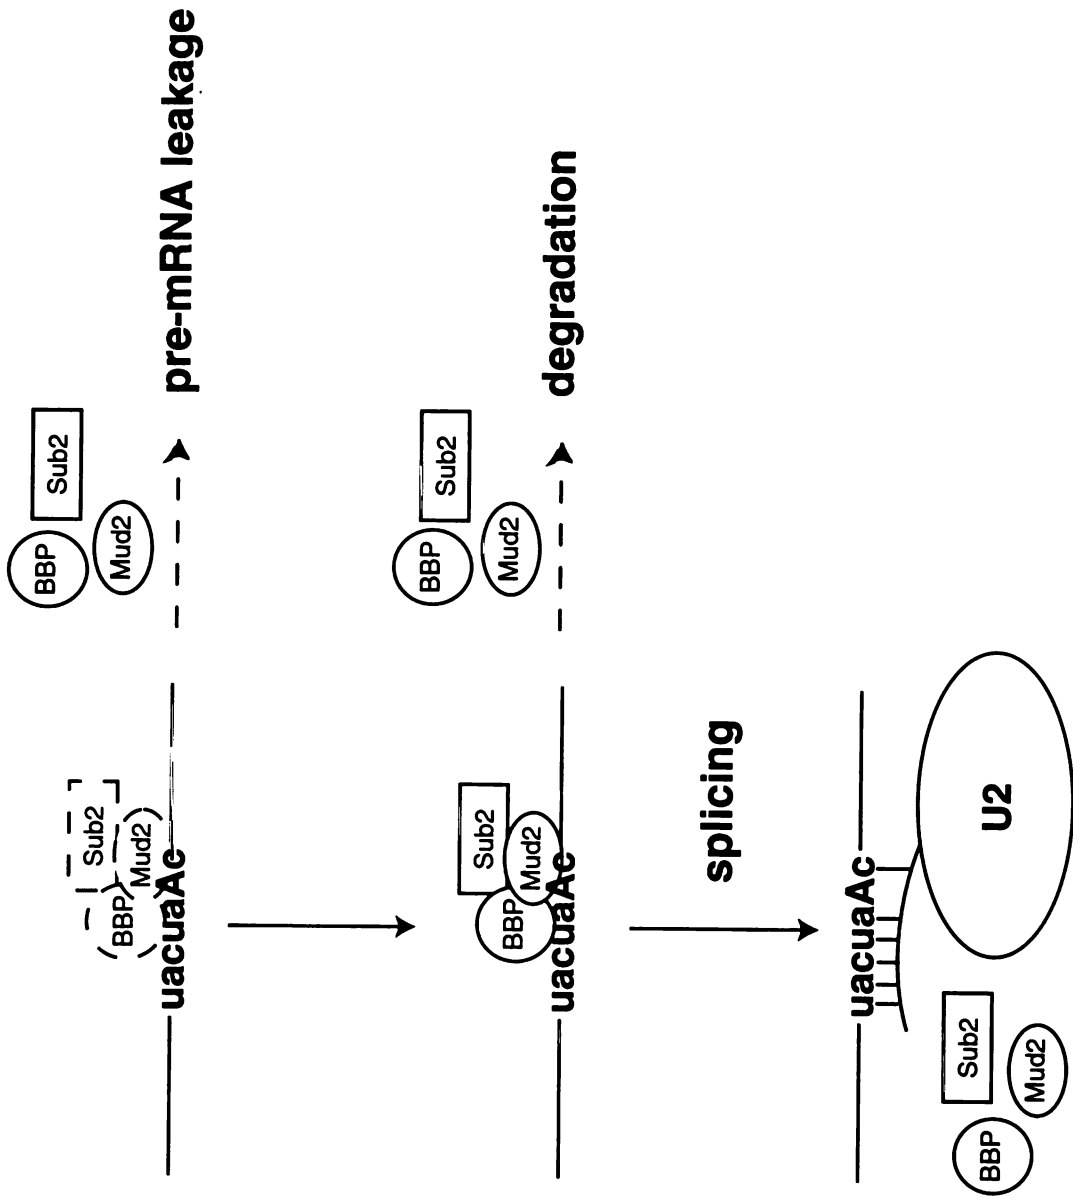 Sub2
BBP
Mud2
uacuaAc
BBP
Sub2
Mud2
pre-mRNA leakage
Sub2
BBP
Mud2
uacuaAc
BBP
Sub2
Mud2
degradation
splicing
uacuaAc
U2
Sub2
BBP
Mud2